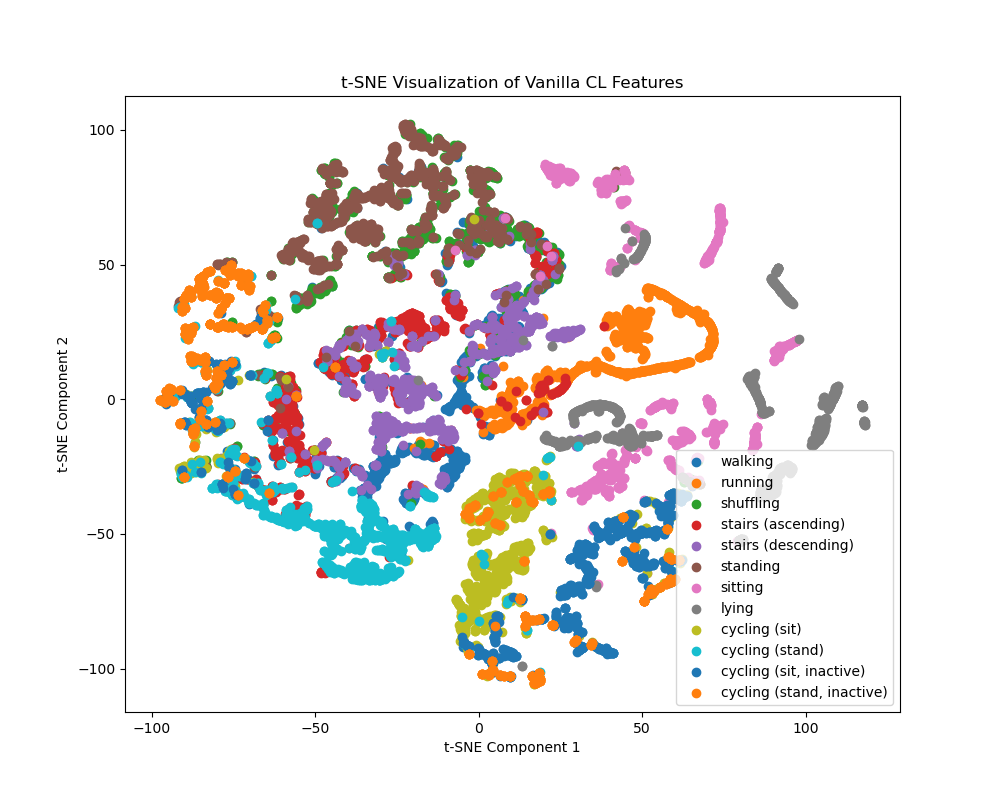 t-SNE Visualization of Vanilla CL Features
100
50
0
−50
−100
t-SNE Component 2
−100
−50
0
50
100
t-SNE Component 1
walking
running
shuffling
stairs (ascending)
stairs (descending)
standing
sitting
lying
cycling (sit)
cycling (stand)
cycling (sit, inactive)
cycling (stand, inactive)